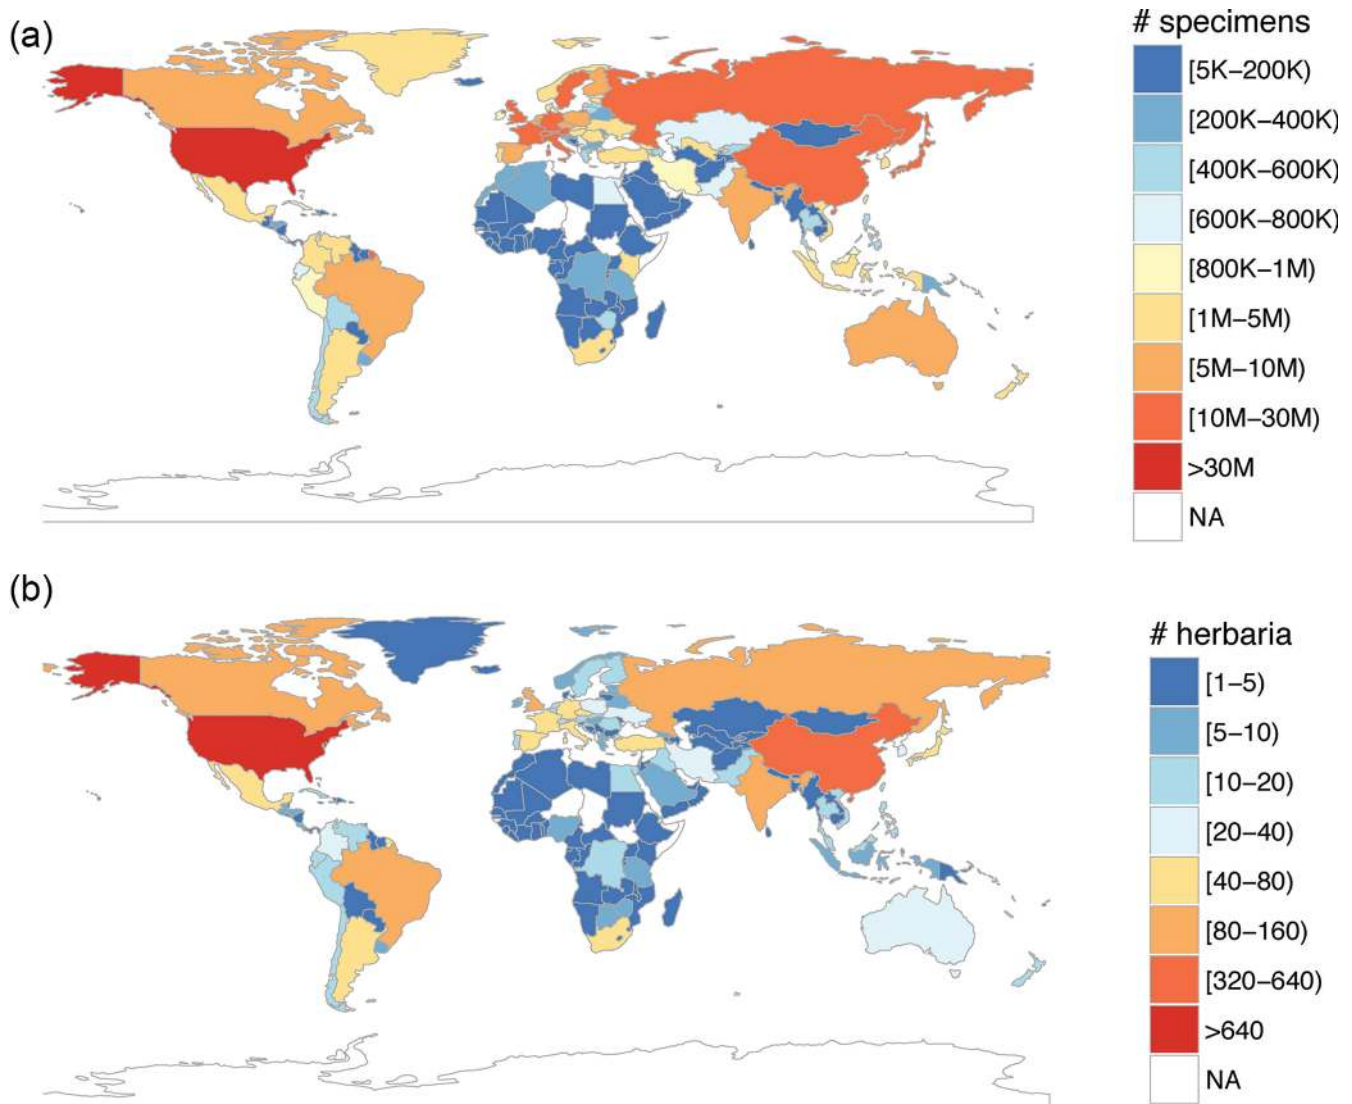 (a)
# specimens
[5K–200K)
[200K–400K)
[400K–600K)
[600K–800K)
[800K–1M)
[1M–5M)
[5M–10M)
[10M–30M)
>30M
NA
(b)
# herbaria
[1–5)
[5–10)
[10–20)
[20–40)
[40–80)
[80–160)
[320–640)
>640
NA